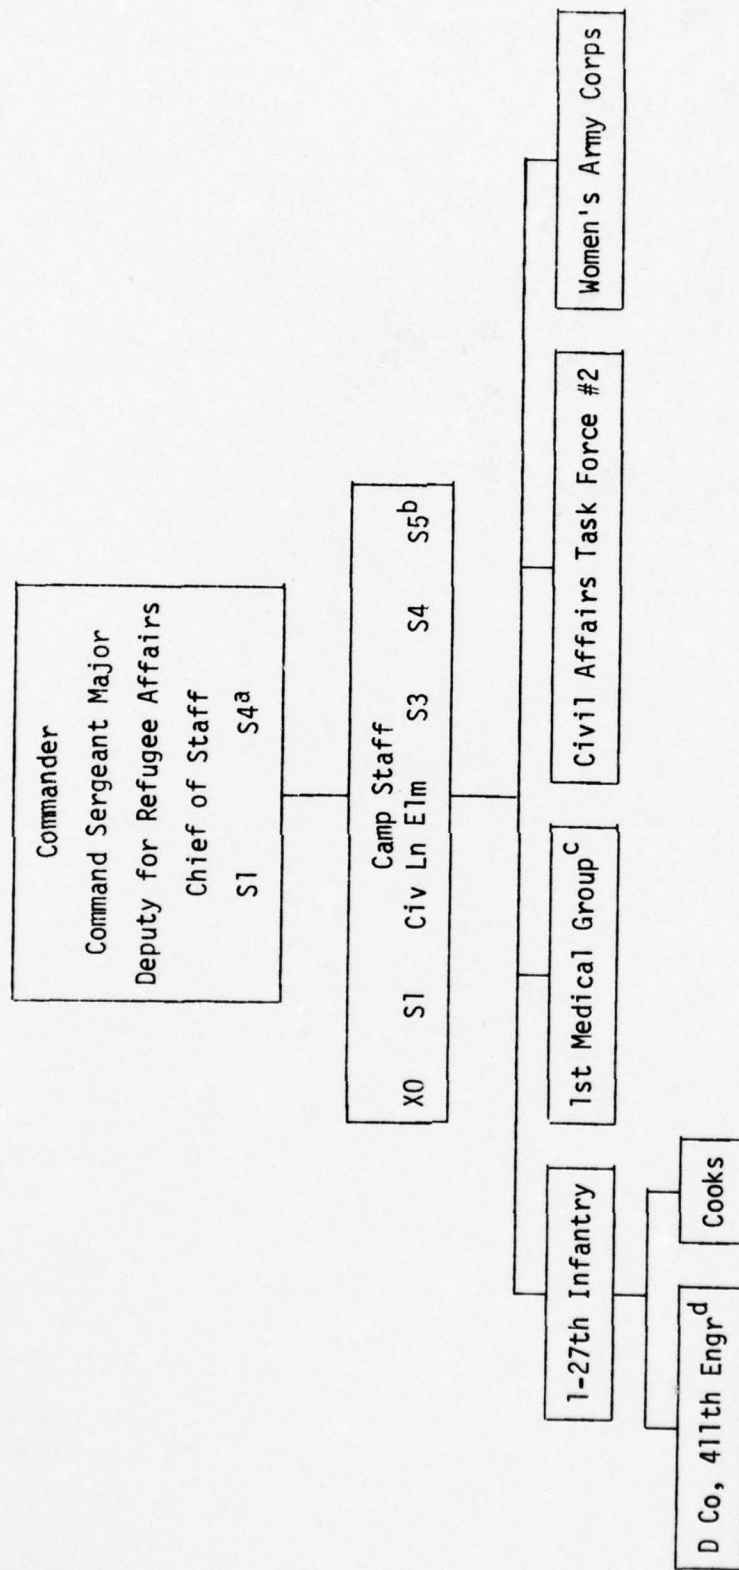 Commander
Command Sergeant Major
Deputy for Refugee Affairs
Chief of Staff
S1 S4a
Camp Staff
XO S1 Civ Ln Elm S3 S4 S5b
1-27th Infantry
1st Medical Groupc
Civil Affairs Task Force #2
Women's Army Corps
D Co, 411th Engrd
Cooks